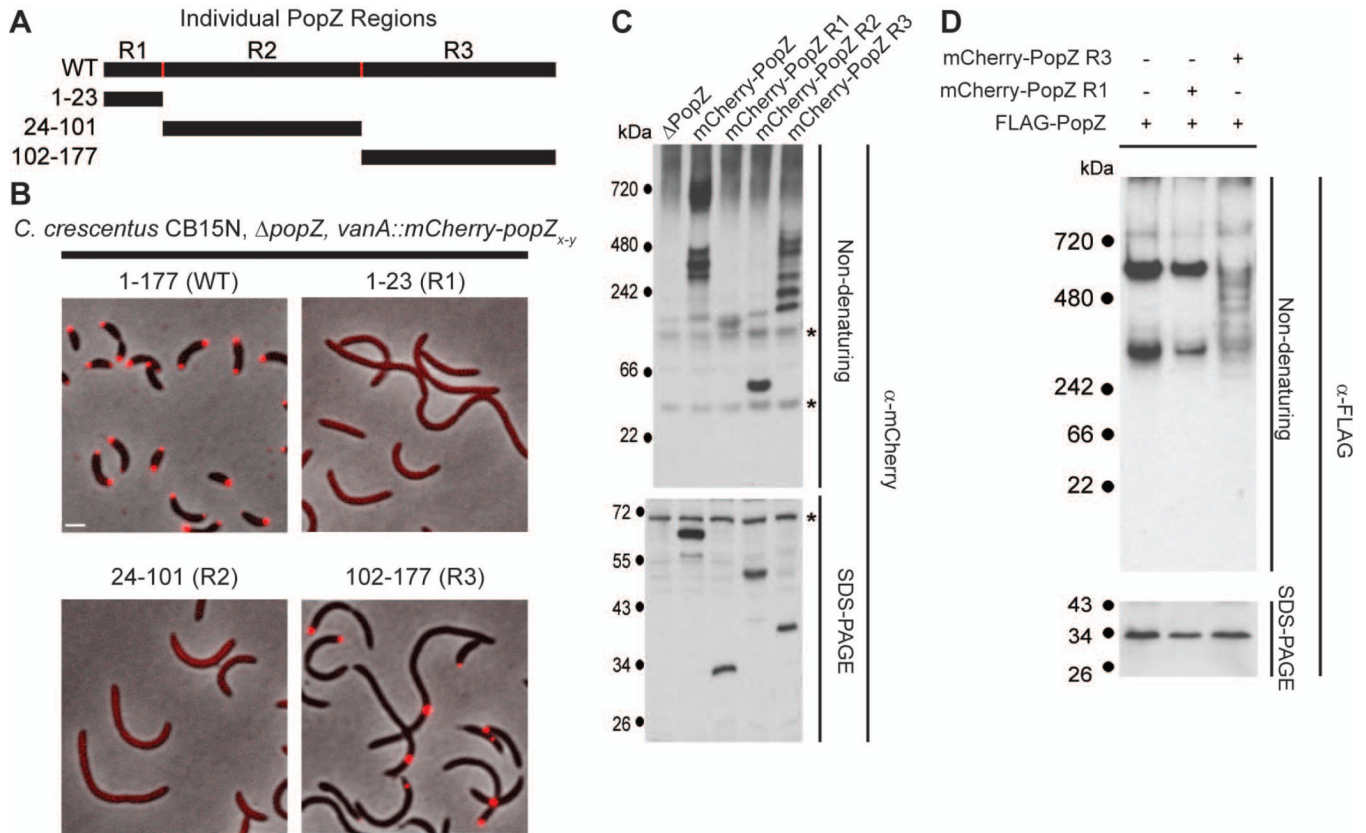 A
Individual PopZ Regions
R1 R2 R3
WT
1-23
24-101
102-177
B
C. crescentus CB15N, ΔpopZ, vanA::mCherry-popZx-y
1-177 (WT)
1-23 (R1)
24-101 (R2)
102-177 (R3)
C
ΔPopZ
mCherry-PopZ
mCherry-PopZ R1
mCherry-PopZ R2
mCherry-PopZ R3
kDa
720
480
242
66
22
*
*
Non-denaturing
72
55
43
34
26
*
SDS-PAGE
α-mCherry
D
mCherry-PopZ R3 - - +
mCherry-PopZ R1 - + -
FLAG-PopZ + + +
kDa
720
480
242
66
22
Non-denaturing
43
34
26
SDS-PAGE
α-FLAG